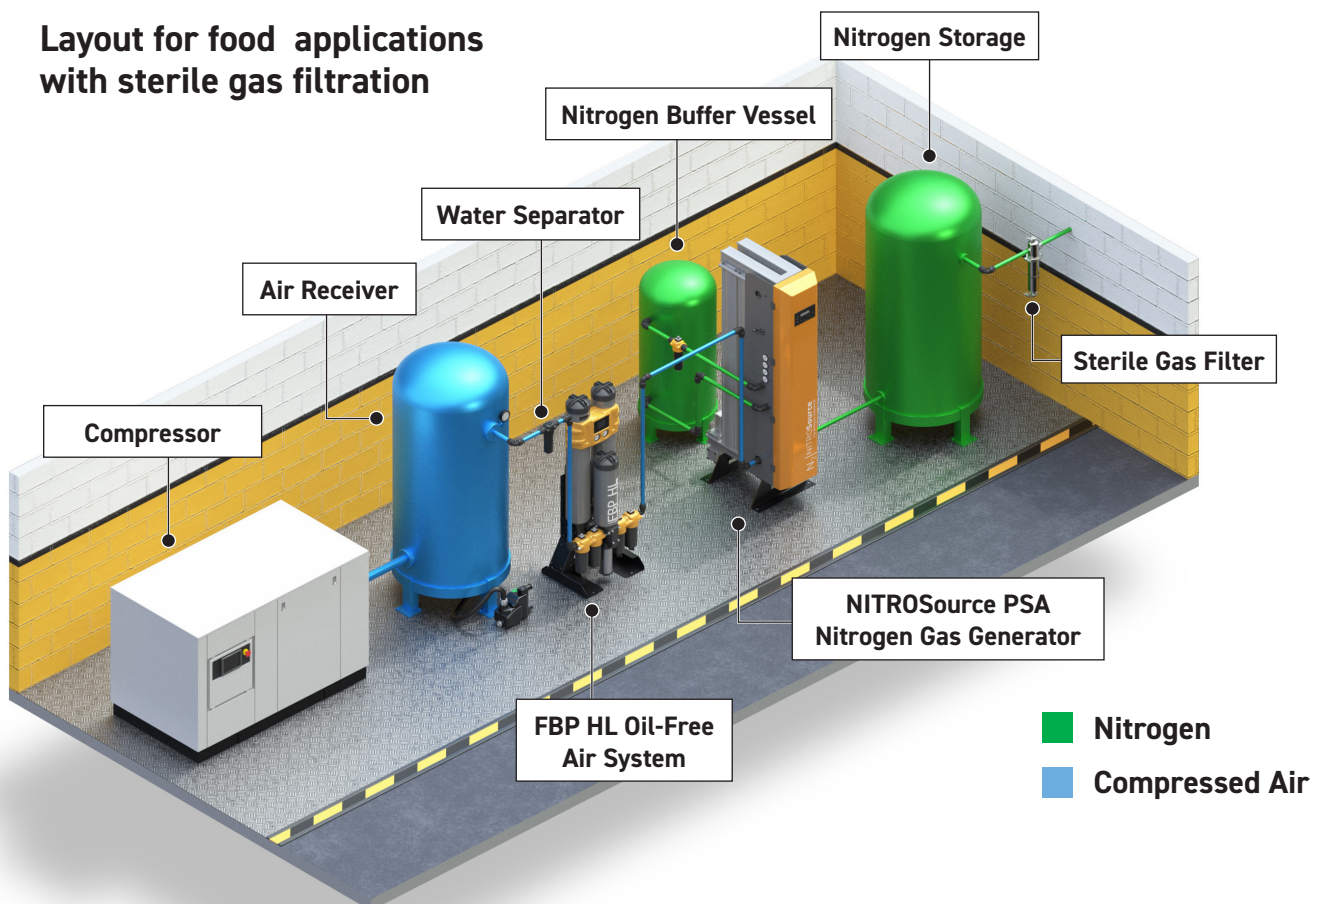 Layout for food applications
with sterile gas filtration
Nitrogen Storage
Nitrogen Buffer Vessel
Water Separator
Air Receiver
Sterile Gas Filter
Compressor
NITROSource PSA
Nitrogen Gas Generator
FBP HL Oil-Free
Air System
Nitrogen
Compressed Air
FBP HL
NITROSource